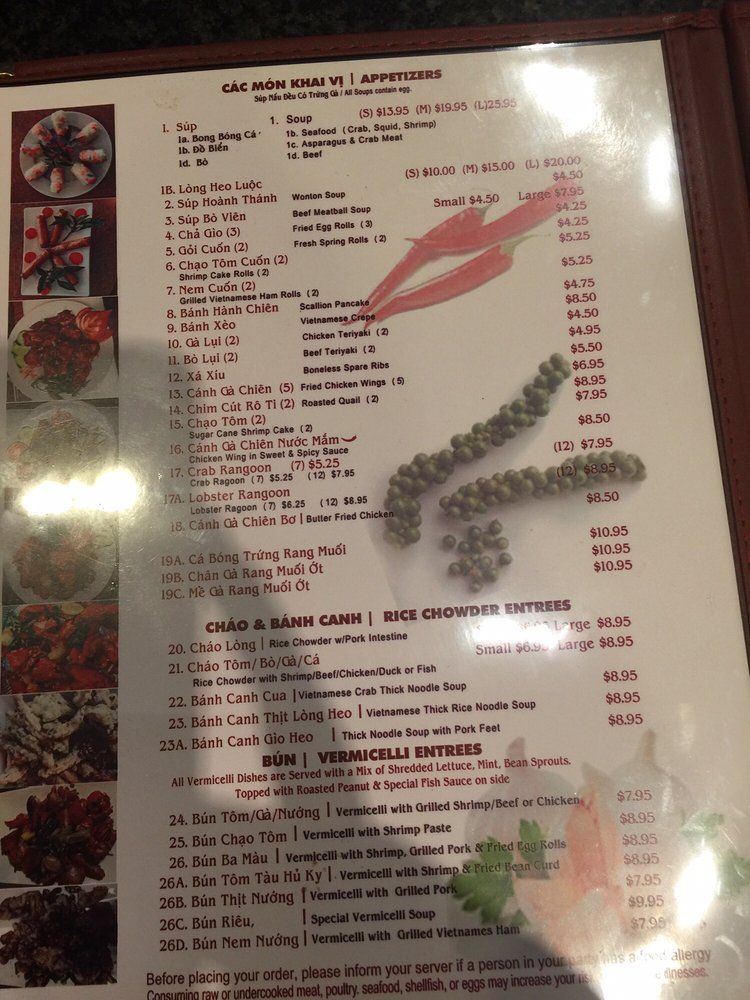 CÁC MÓN KHAI VỊ | APPETIZERS
Súp Nấu Đều Có Trứng Gà / All Soups contain egg.
1. Súp 1. Soup (S) $13.95 (M) $19.95 (L)$25.95
1a. Bong Bóng Cá 1b. Seafood (Crab, Squid, Shrimp)
1b. Đồ Biển 1c. Asparagus & Crab Meat
1d. Bò 1d. Beef
1B. Lòng Heo Luộc (S) $10.00 (M) $15.00 (L) $20.00
2. Súp Hoành Thánh Wonton Soup $4.50
3. Súp Bò Viên Beef Meatball Soup Small $4.50 Large $7.95
4. Chả Giò (3) Fried Egg Rolls (3) $4.25
5. Gỏi Cuốn (2) Fresh Spring Rolls (2) $4.25
6. Chạo Tôm Cuốn (2) $5.25
Shrimp Cake Rolls (2)
7. Nem Cuốn (2) $5.25
Grilled Vietnamese Ham Rolls (2)
8. Bánh Hành Chiên Scallion Pancake $4.75
9. Bánh Xèo Vietnamese Crepe $8.50
10. Gà Lụi (2) Chicken Teriyaki (2) $4.50
11. Bò Lụi (2) Beef Teriyaki (2) $4.95
12. Xá Xíu Boneless Spare Ribs $5.50
13. Cánh Gà Chiên (5) Fried Chicken Wings (5) $6.95
14. Chim Cút Rô Ti (2) Roasted Quail (2) $8.95
15. Chạo Tôm (2) $7.95
Sugar Cane Shrimp Cake (2)
16. Cánh Gà Chiên Nước Mắm $8.50
Chicken Wing in Sweet & Spicy Sauce
17. Crab Rangoon (7) $5.25 (12) $7.95
Crab Ragoon (7) $5.25 (12) $7.95
17A. Lobster Rangoon (12) $8.95
Lobster Ragoon (7) $6.25 (12) $8.95
18. Cánh Gà Chiên Bơ | Butter Fried Chicken $8.50
19A. Cá Bóng Trứng Rang Muối $10.95
19B. Chân Gà Rang Muối Ớt $10.95
19C. Mề Gà Rang Muối Ớt $10.95
CHÁO & BÁNH CANH | RICE CHOWDER ENTREES
20. Cháo Lòng | Rice Chowder w/Pork Intestine Large $8.95
21. Cháo Tôm/Bò/Gà/Cá Small $6.95 Large $8.95
Rice Chowder with Shrimp/Beef/Chicken/Duck or Fish
22. Bánh Canh Cua | Vietnamese Crab Thick Noodle Soup $8.95
23. Bánh Canh Thịt Lòng Heo | Vietnamese Thick Rice Noodle Soup $8.95
23A. Bánh Canh Gio Heo | Thick Noodle Soup with Pork Feet $8.95
BÚN | VERMICELLI ENTREES
All Vermicelli Dishes are Served with a Mix of Shredded Lettuce, Mint, Bean Sprouts.
Topped with Roasted Peanut & Special Fish Sauce on side
24. Bún Tôm/Gà/Nướng | Vermicelli with Grilled Shrimp/Beef or Chicken $7.95
25. Bún Chạo Tôm | Vermicelli with Shrimp Paste $8.95
26. Bún Ba Màu | Vermicelli with Shrimp, Grilled Pork & Fried Egg Rolls $8.95
26A. Bún Tôm Tàu Hủ Ky | Vermicelli with Shrimp & Fried Bean Curd $8.95
26B. Bún Thịt Nướng | Vermicelli with Grilled Pork $7.95
26C. Bún Riêu, | Special Vermicelli Soup $9.95
26D. Bún Nem Nướng | Vermicelli with Grilled Vietnames Ham $7.95
Before placing your order, please inform your server if a person in your party has a food allergy
Consuming raw or undercooked meat, poultry, seafood, shellfish, or eggs may increase your